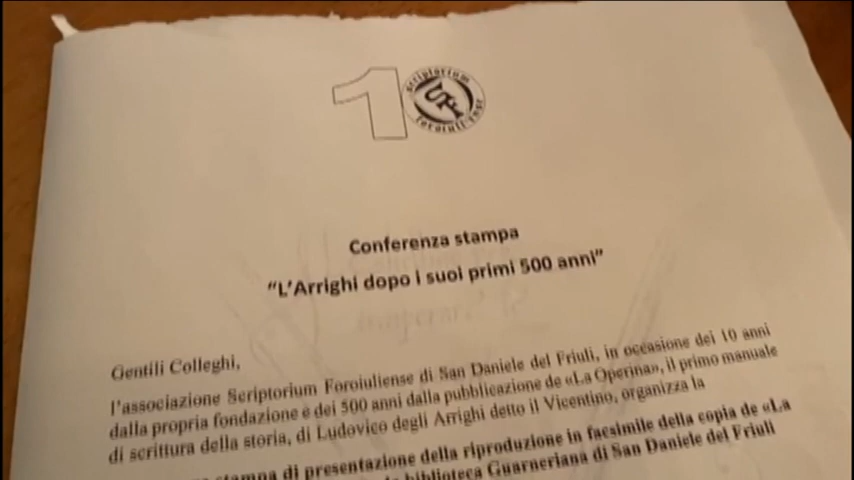 10
Scriptorium
foroiuliense
Conferenza stampa
“L’Arrighi dopo i suoi primi 500 anni”
Gentili Colleghi,
l’associazione Scriptorium Foroiuliense di San Daniele del Friuli, in occasione dei 10 anni
dalla propria fondazione e dei 500 anni dalla pubblicazione de «La Operina», il primo manuale
di scrittura della storia, di Ludovico degli Arrighi detto il Vicentino, organizza la
stampa di presentazione della riproduzione in facsimile della copia de «La
biblioteca Guarneriana di San Daniele del Friuli